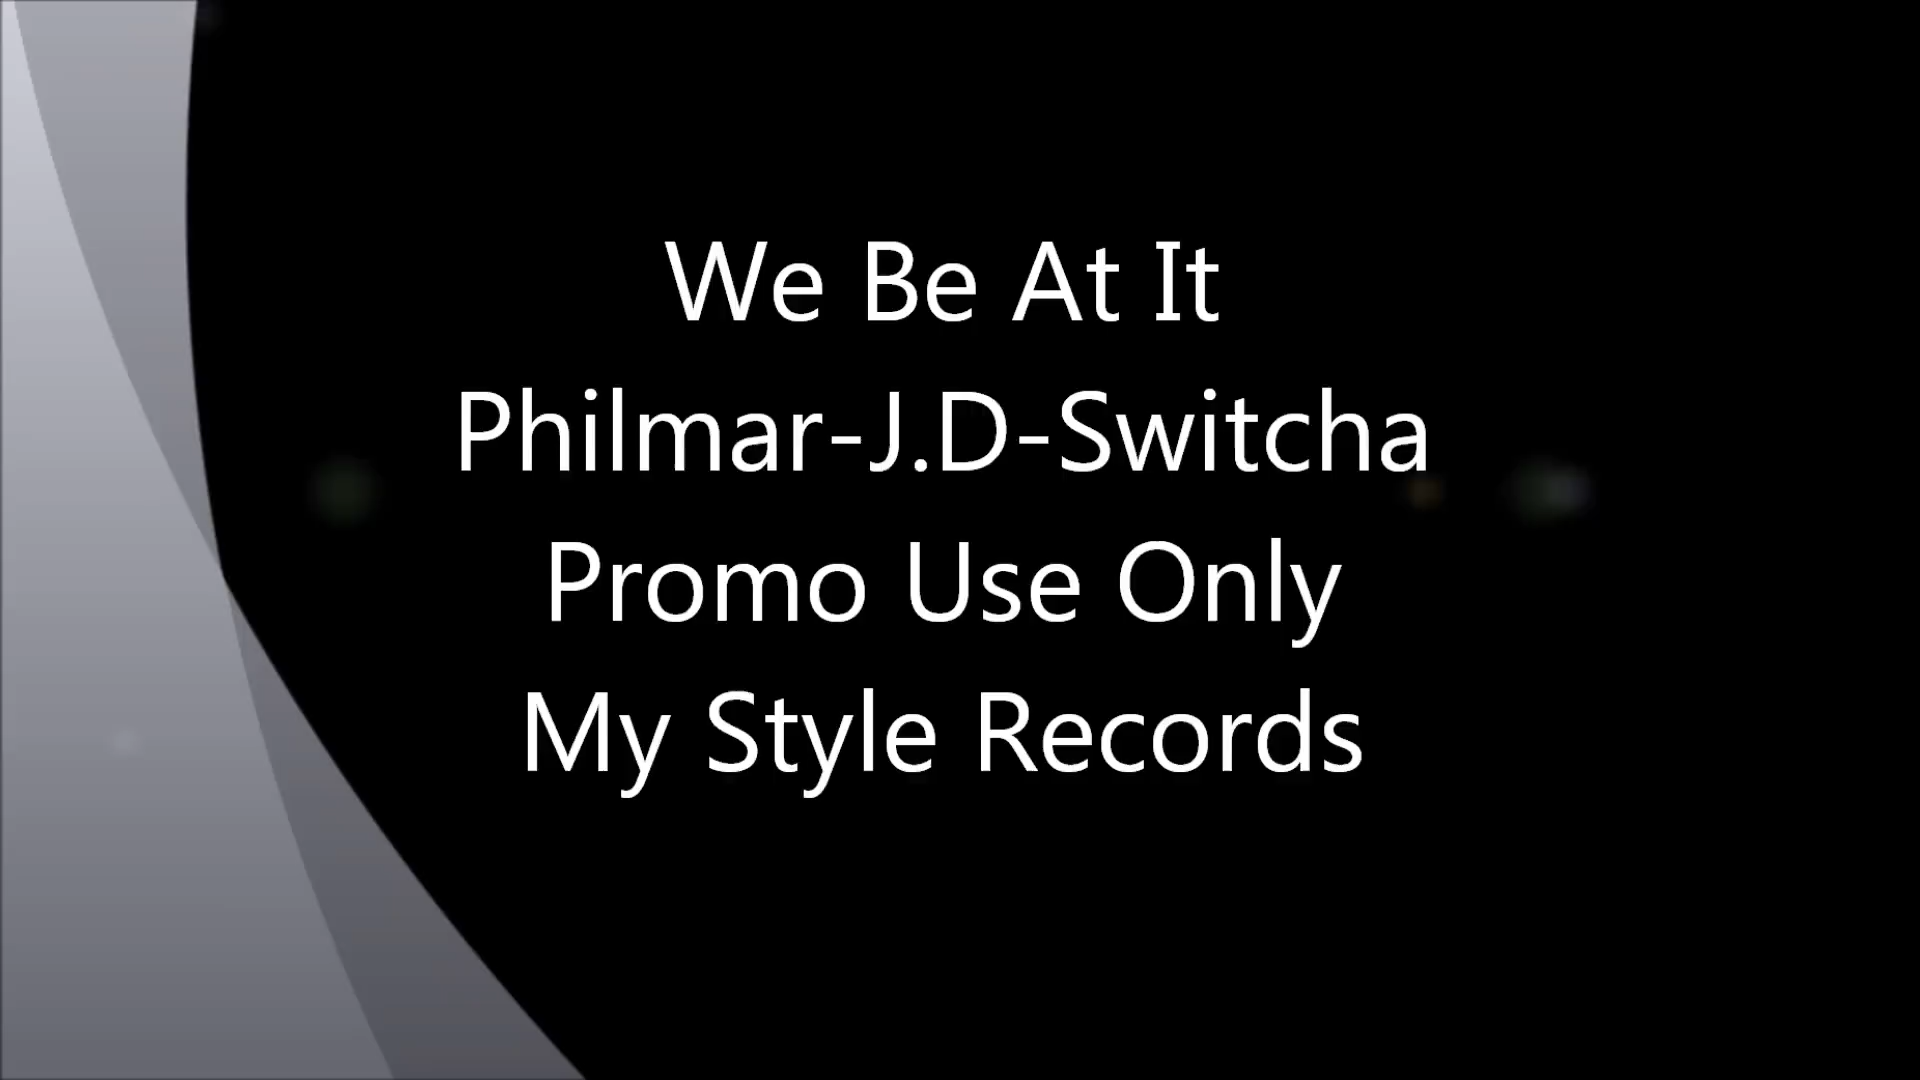 We Be At It
Philmar-J.D-Switcha
Promo Use Only
My Style Records